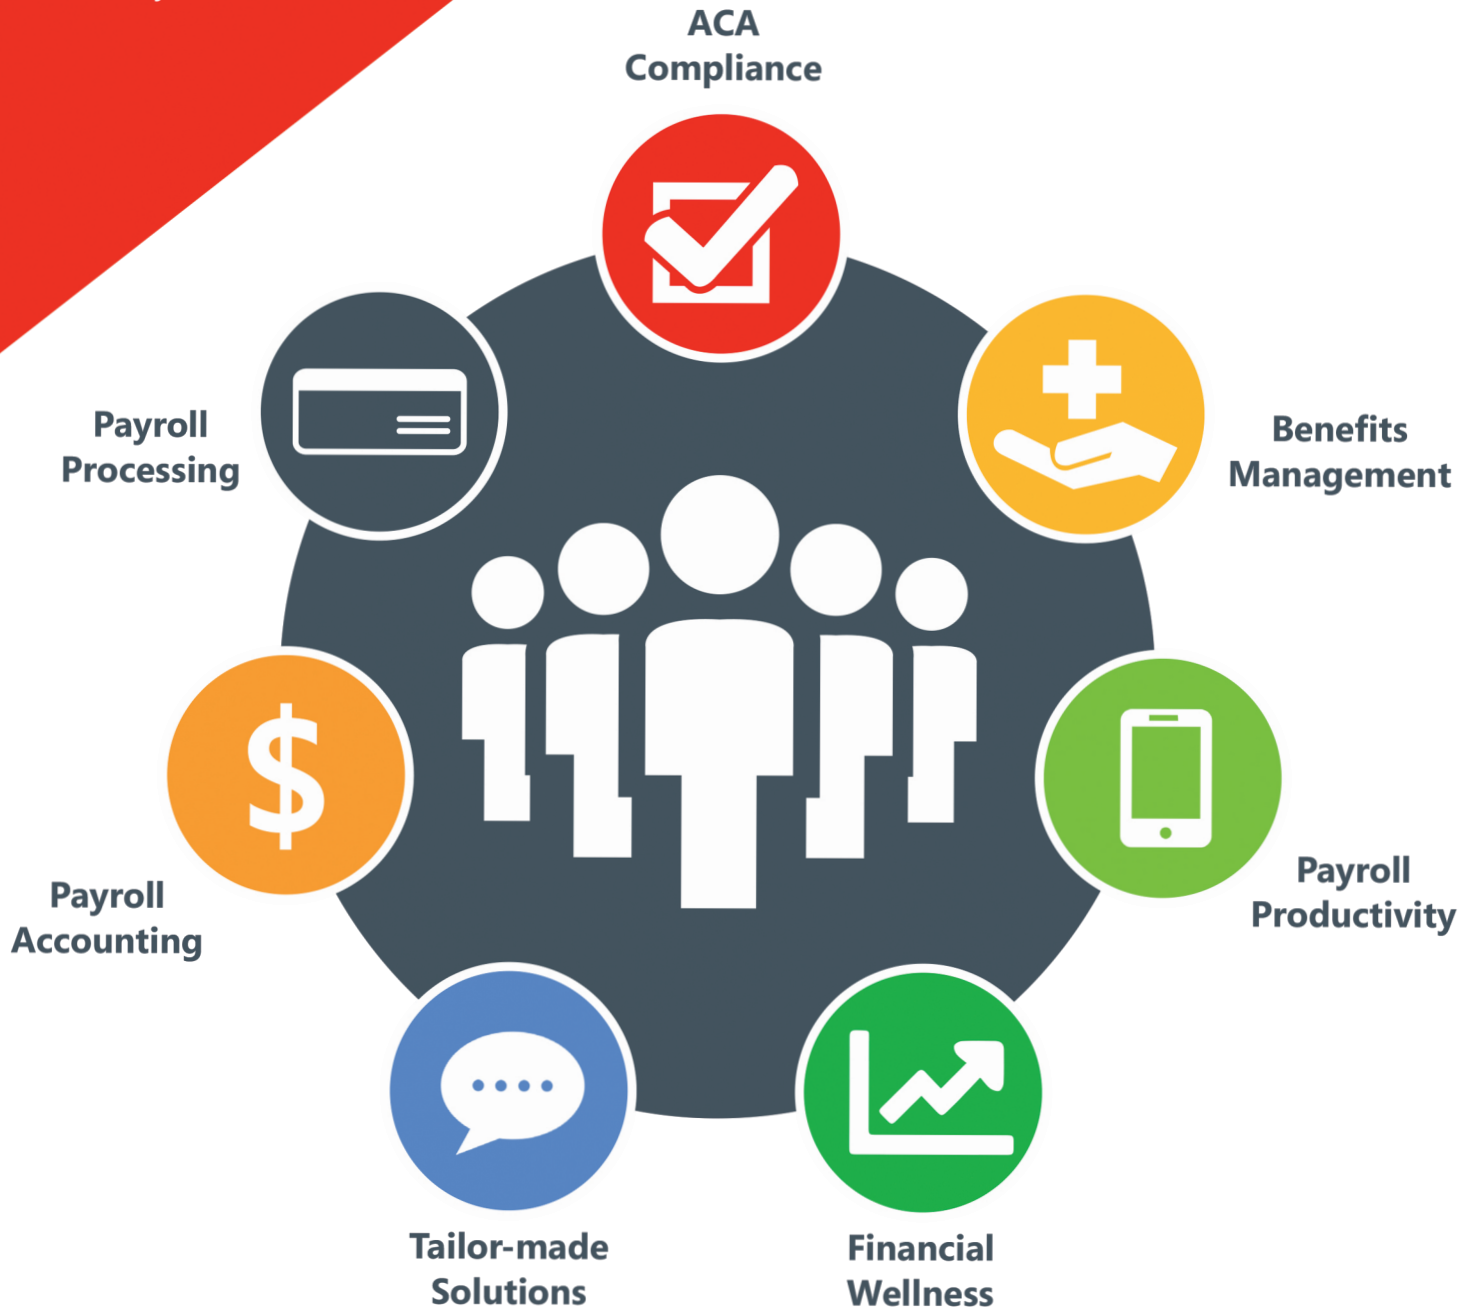 ACA
Compliance
Payroll
Processing
Benefits
Management
$
Payroll
Accounting
Payroll
Productivity
Tailor-made
Solutions
Financial
Wellness